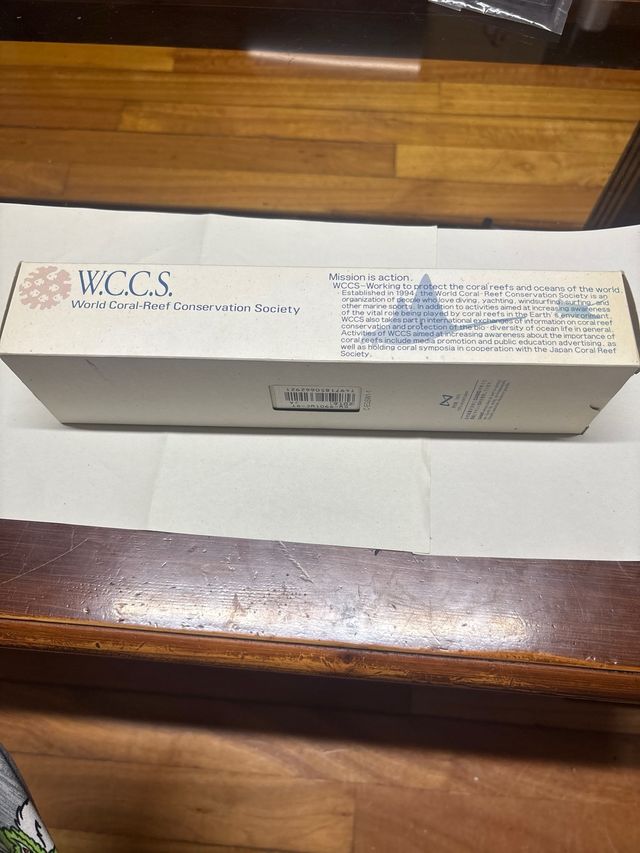 W.C.C.S.
World Coral-Reef Conservation Society
Mission is action.
WCCS-Working to protect the coral reefs and oceans of the world.
Established in 1994, the World Coral-Reef Conservation Society is an
organization of people who love diving, yachting, windsurfing, surfing, and
other marine sports. In addition to activities aimed at increasing awareness
of the vital role being played by coral reefs in the Earth's environment,
WCCS also takes part in international exchanges of information on coral reef
conservation and protection of the bio-diversity of ocean life in general.
Activities of WCCS aimed at increasing awareness about the importance of
coral reefs include media promotion and public education advertising, as
well as holding coral symposia in cooperation with the Japan Coral Reef
Society.